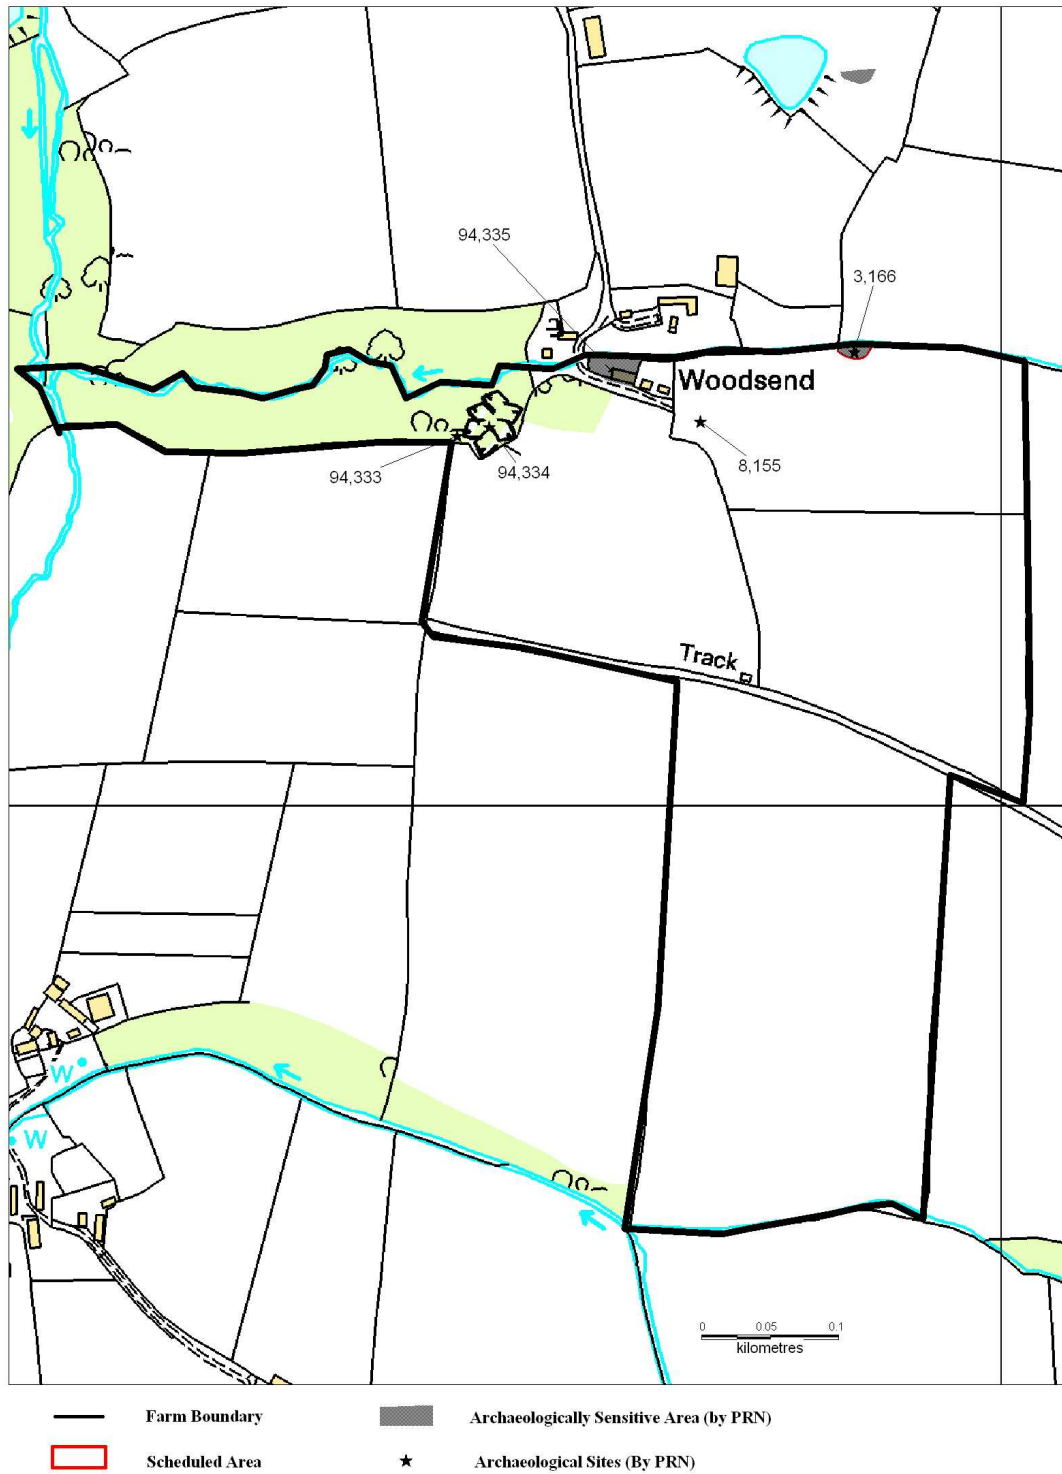 94,335
3,166
Woodsend
94,333
94,334
8,155
Track
W
W
0 0.05 0.1
kilometres
Farm Boundary
Archaeologically Sensitive Area (by PRN)
Scheduled Area
Archaeological Sites (By PRN)